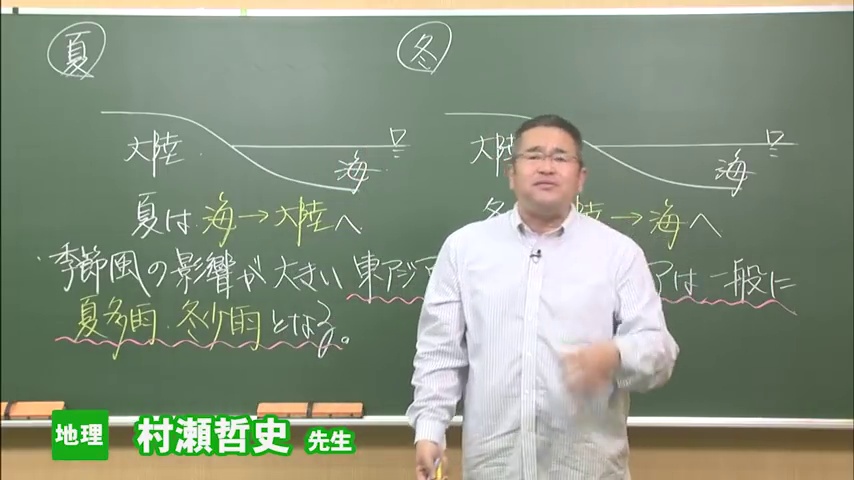 夏
冬
大陸
海
大陸
海
夏は 海→大陸へ
冬 陸→海へ
季節風の影響が大きい東アジア アは一般に
夏多雨、冬少雨となる。
地理 村瀬哲史 先生